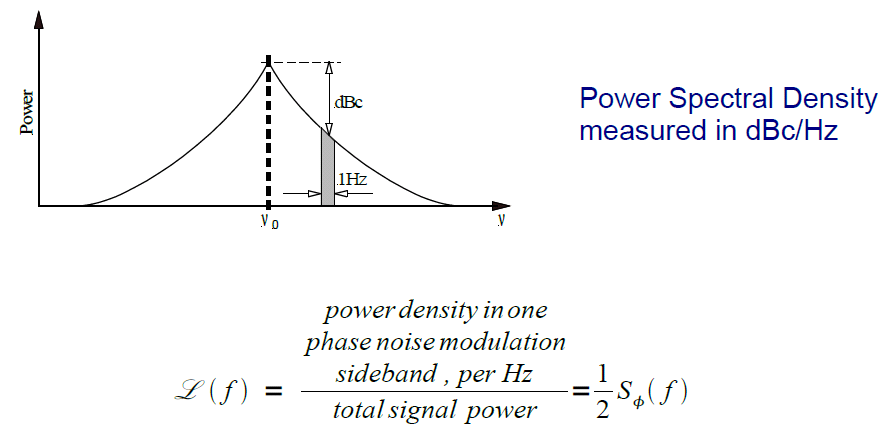 Power
dBc
1Hz
ν₀
ν
Power Spectral Density
measured in dBc/Hz
power density in one
phase noise modulation
sideband , per Hz
ℒ(f) = ―――――― = 1/2 S_ϕ(f)
total signal power